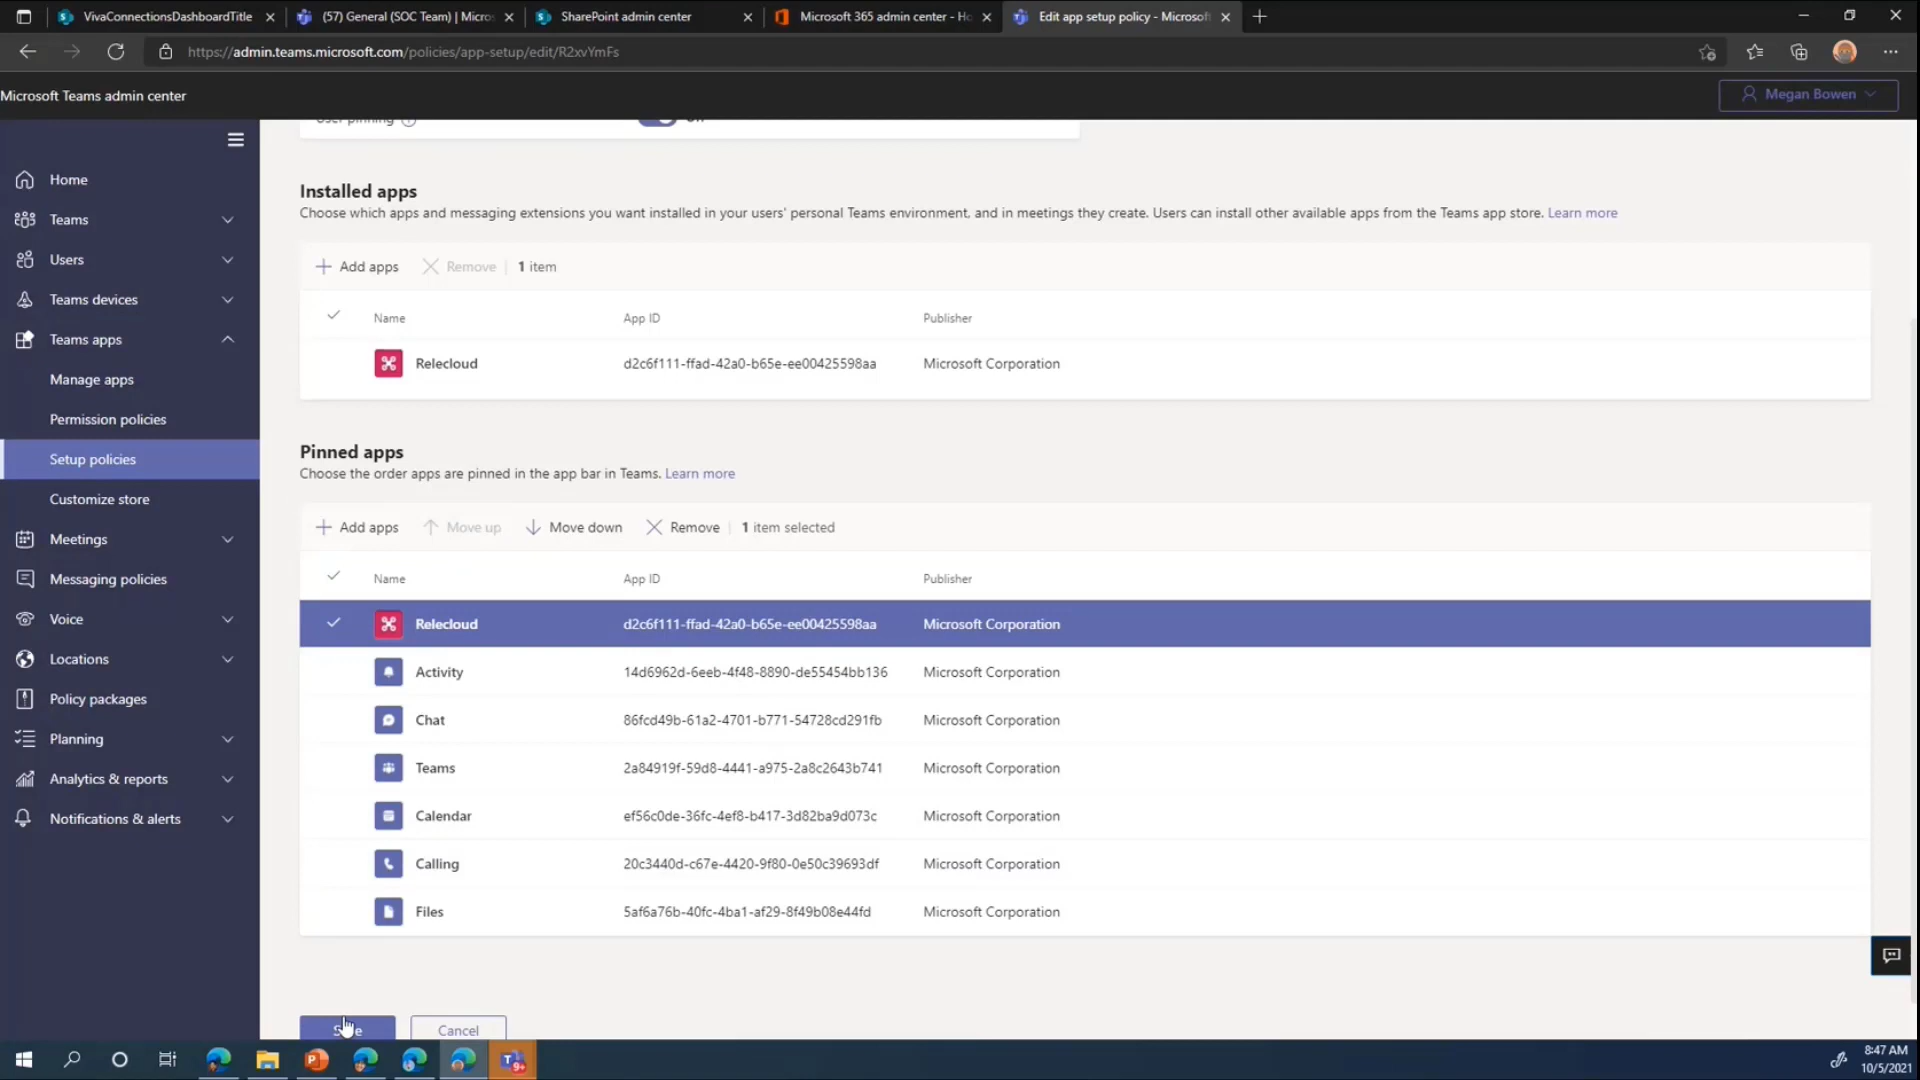 VivaConnectionsDashboardTitle
(57) General (SOC Team) | Micros
SharePoint admin center
Microsoft 365 admin center - Ho
Edit app setup policy - Microsoft
https://admin.teams.microsoft.com/policies/app-setup/edit/R2xvYmFs
Microsoft Teams admin center
Megan Bowen
User pinning
Home
Teams
Users
Teams devices
Teams apps
Manage apps
Permission policies
Setup policies
Customize store
Meetings
Messaging policies
Voice
Locations
Policy packages
Planning
Analytics & reports
Notifications & alerts
Installed apps
Choose which apps and messaging extensions you want installed in your users' personal Teams environment, and in meetings they create. Users can install other available apps from the Teams app store. Learn more
Add apps Remove 1 item
Name App ID Publisher
Relecloud d2c6f111-ffad-42a0-b65e-ee00425598aa Microsoft Corporation
Pinned apps
Choose the order apps are pinned in the app bar in Teams. Learn more
Add apps Move up Move down Remove 1 item selected
Name App ID Publisher
Relecloud d2c6f111-ffad-42a0-b65e-ee00425598aa Microsoft Corporation
Activity 14d6962d-6eeb-4f48-8890-de55454bb136 Microsoft Corporation
Chat 86fcd49b-61a2-4701-b771-54728cd291fb Microsoft Corporation
Teams 2a84919f-59d8-4441-a975-2a8c2643b741 Microsoft Corporation
Calendar ef56c0de-36fc-4ef8-b417-3d82ba9d073c Microsoft Corporation
Calling 20c3440d-c67e-4420-9f80-0e50c39693df Microsoft Corporation
Files 5af6a76b-40fc-4ba1-af29-8f49b08e44fd Microsoft Corporation
Save Cancel
8:47 AM
10/5/2021